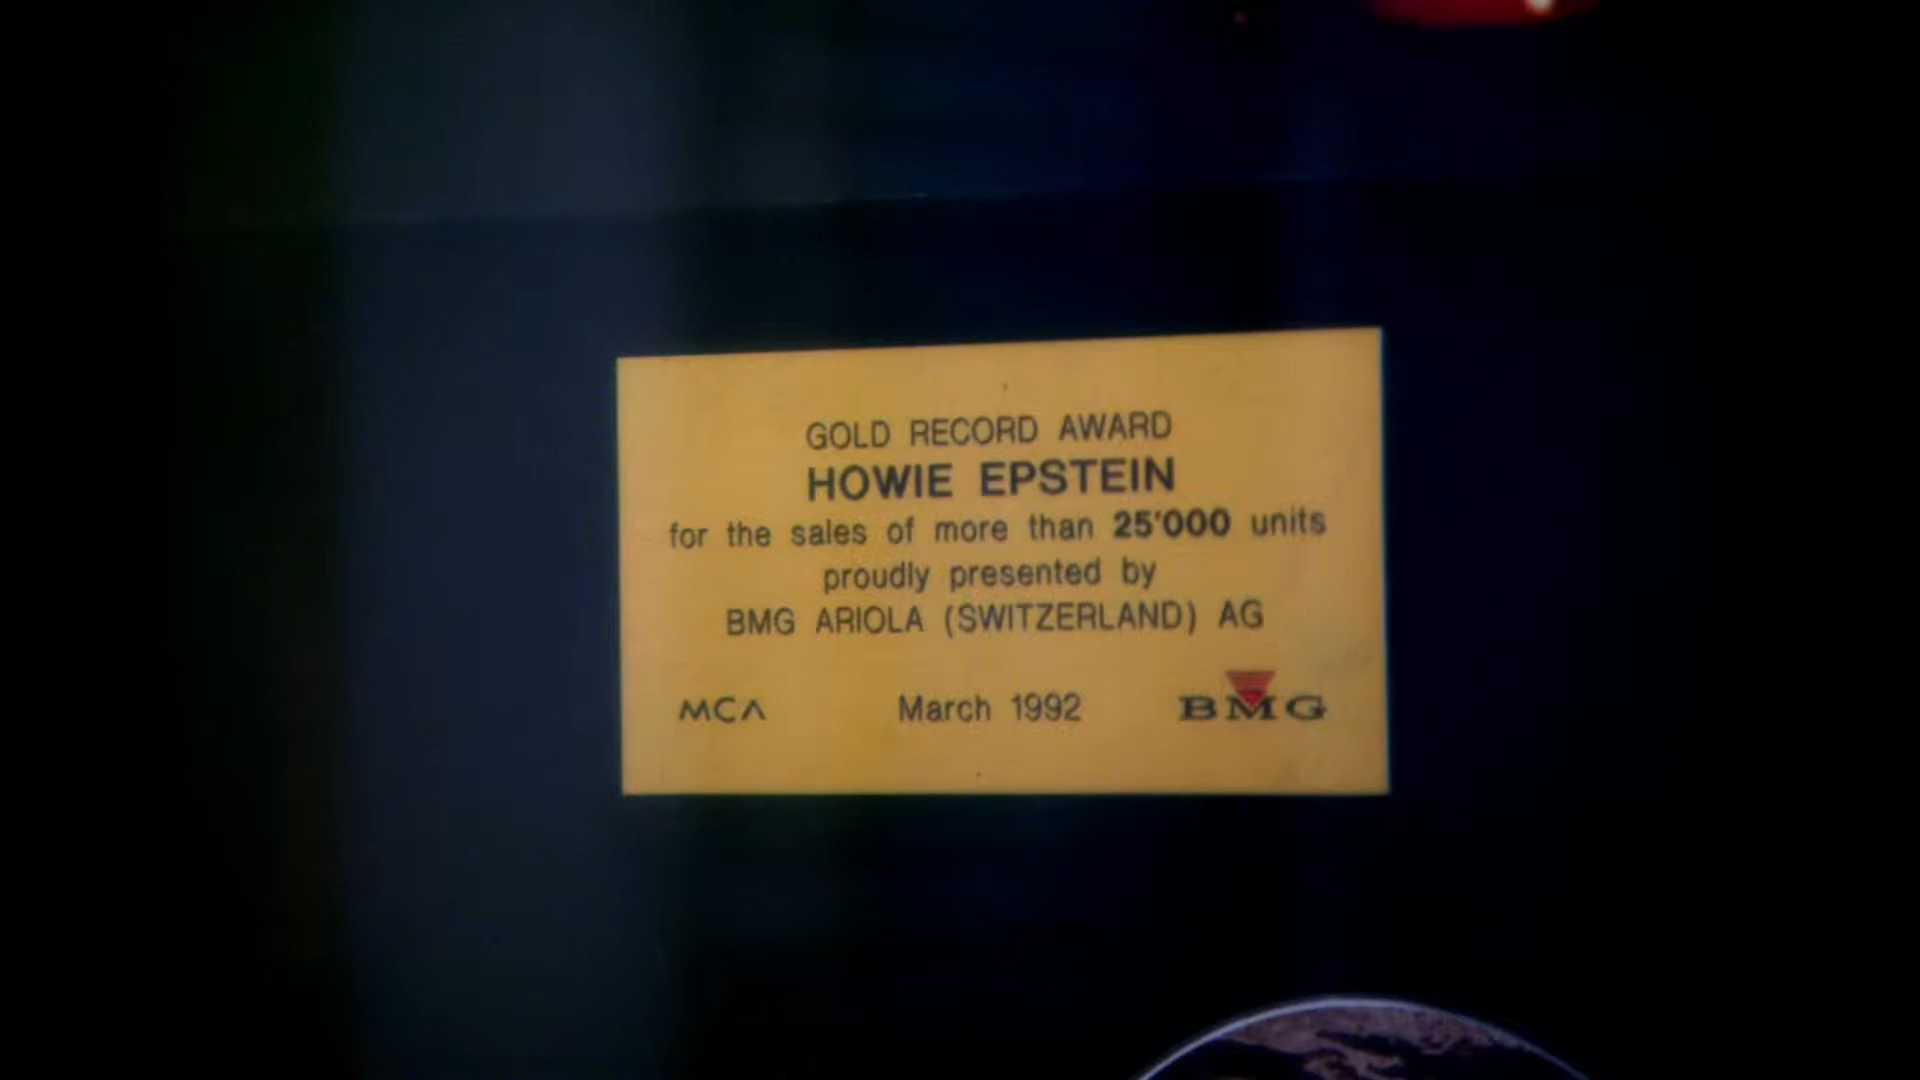 GOLD RECORD AWARD
HOWIE EPSTEIN
for the sales of more than 25'000 units
proudly presented by
BMG ARIOLA (SWITZERLAND) AG
MCA March 1992 BMG